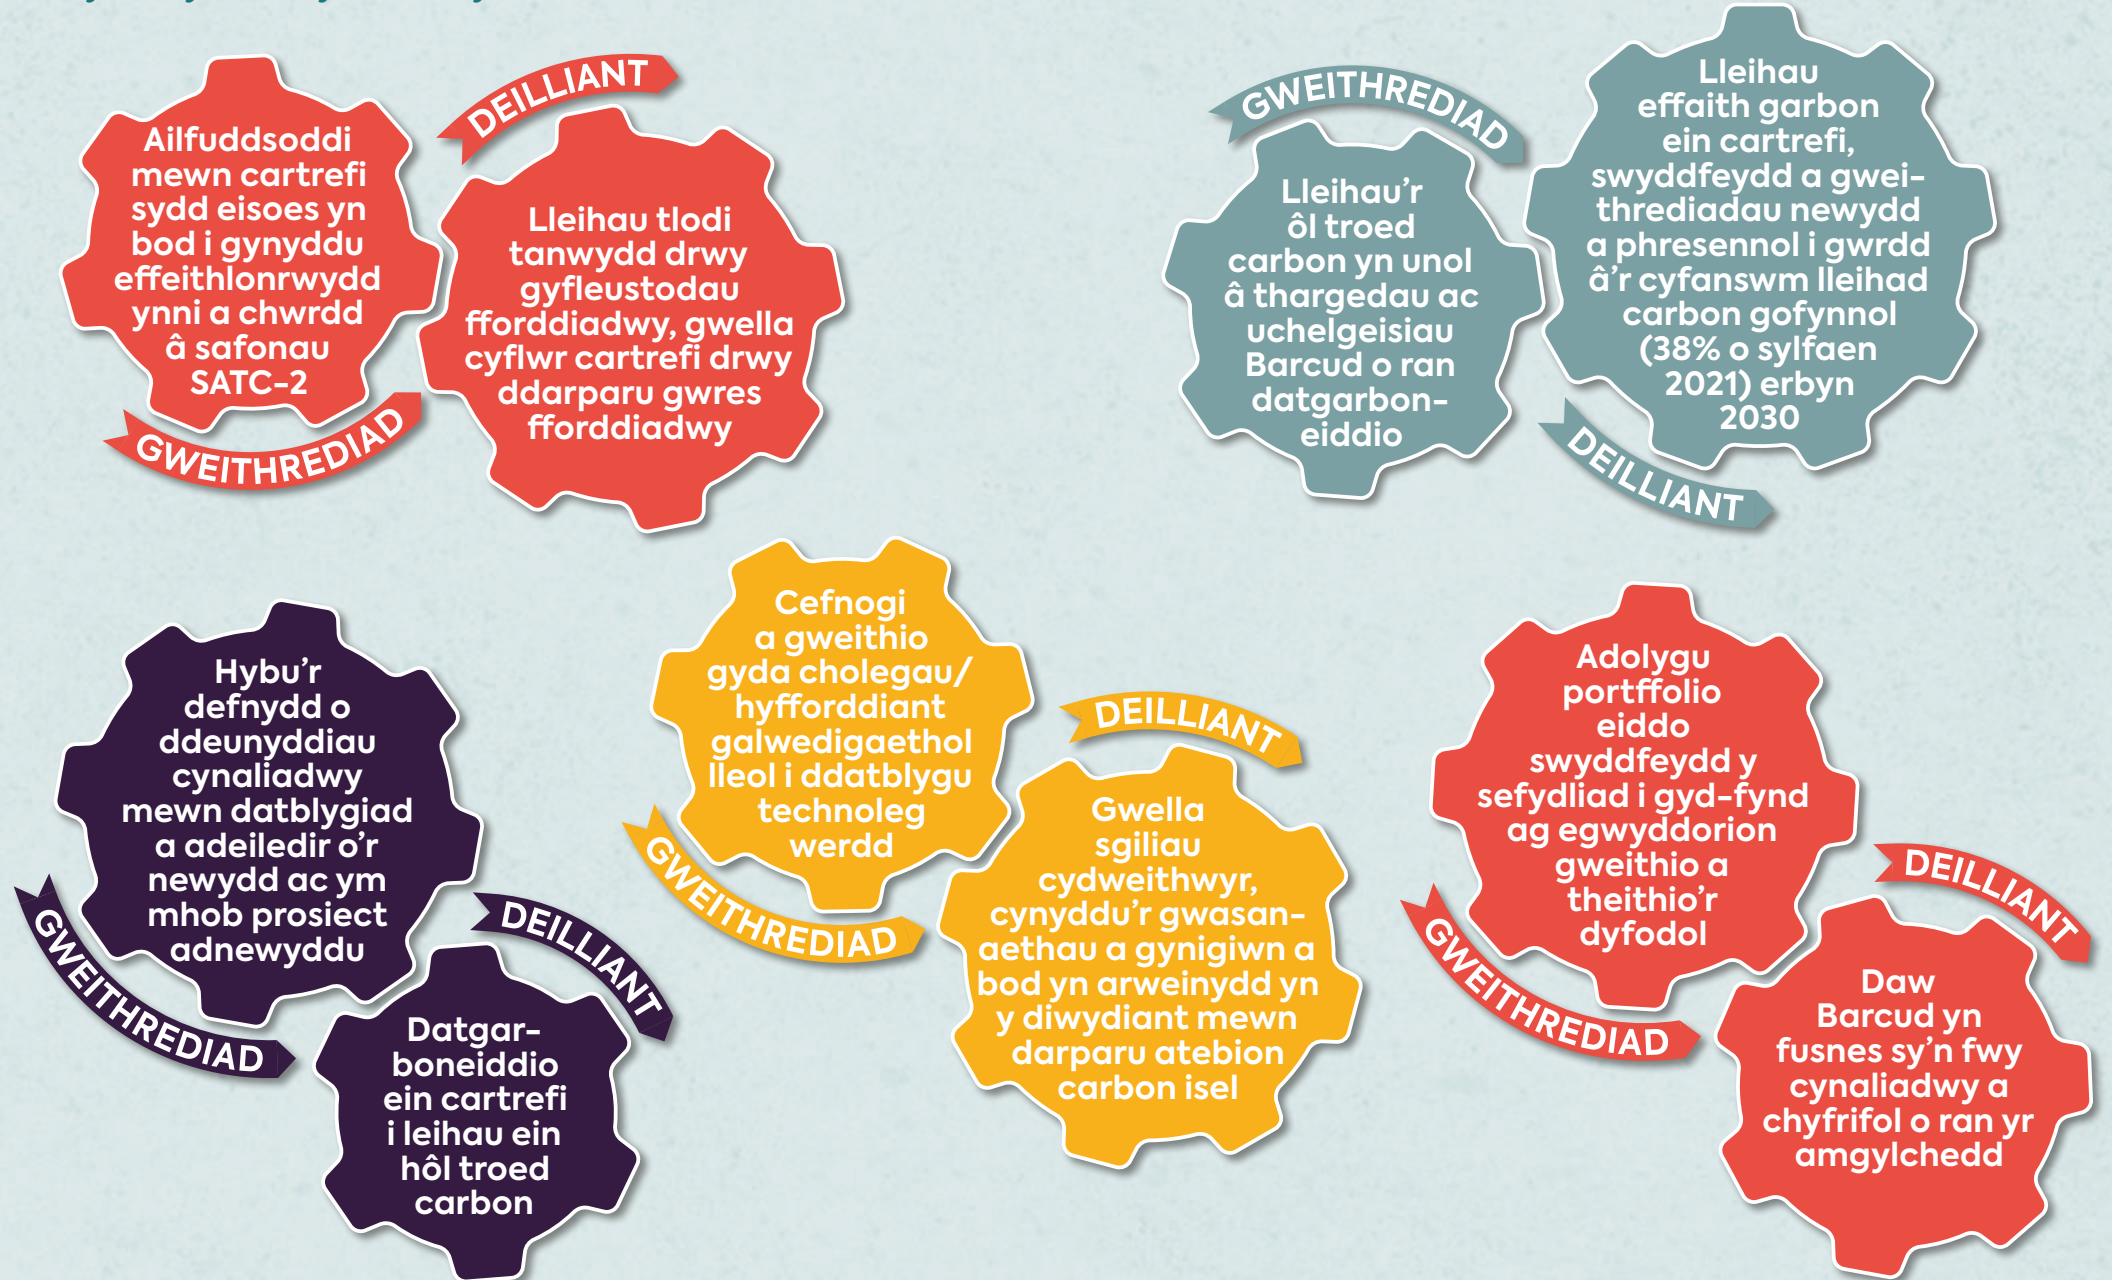 Ailfuddsoddi
mewn cartrefi
sydd eisoes yn
bod i gynyddu
effeithlonrwydd
ynni a chwrdd
â safonau
SATC-2
GWEITHREDIAD
DEILLIANT
Lleihau tlodi
tanwydd drwy
gyfleustodau
fforddiadwy, gwella
cyflwr cartrefi drwy
ddarparu gwres
fforddiadwy
GWEITHREDIAD
Lleihau'r
ôl troed
carbon yn unol
â thargedau ac
uchelgeisiau
Barcud o ran
datgarbon-
eiddio
Lleihau
effaith garbon
ein cartrefi,
swyddfeydd a gwei-
thrediadau newydd
a phresennol i gwrdd
â'r cyfanswm lleihad
carbon gofynnol
(38% o sylfaen
2021) erbyn
2030
DEILLIANT
Hybu'r
defnydd o
ddeunyddiau
cynaliadwy
mewn datblygiad
a adeiledir o'r
newydd ac ym
mhob prosiect
adnewyddu
GWEITHREDIAD
DEILLIANT
Datgar-
boneiddio
ein cartrefi
i leihau ein
hôl troed
carbon
Cefnogi
a gweithio
gyda cholegau/
hyfforddiant
galwedigaethol
lleol i ddatblygu
technoleg
werdd
GWEITHREDIAD
DEILLIANT
Gwella
sgiliau
cydweithwyr,
cynyddu'r gwasan-
aethau a gynigiwn a
bod yn arweinydd yn
y diwydiant mewn
darparu atebion
carbon isel
Adolygu
portffolio
eiddo
swyddfeydd y
sefydliad i gyd-fynd
ag egwyddorion
gweithio a
theithio'r
dyfodol
GWEITHREDIAD
DEILLIANT
Daw
Barcud yn
fusnes sy'n fwy
cynaliadwy a
chyfrifol o ran yr
amgylchedd